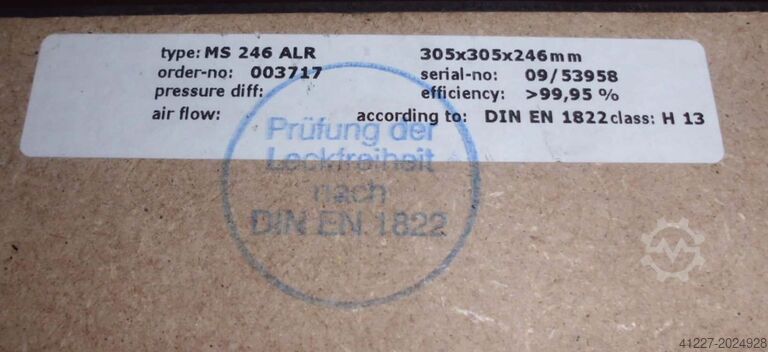 type: MS 246 ALR 305x305x246mm
order-no: 003717 serial-no: 09/53958
pressure diff: efficiency: >99,95 %
air flow: according to: DIN EN 1822 class: H 13
Prüfung der
Leckfreiheit
nach
DIN EN 1822
41227-2024928